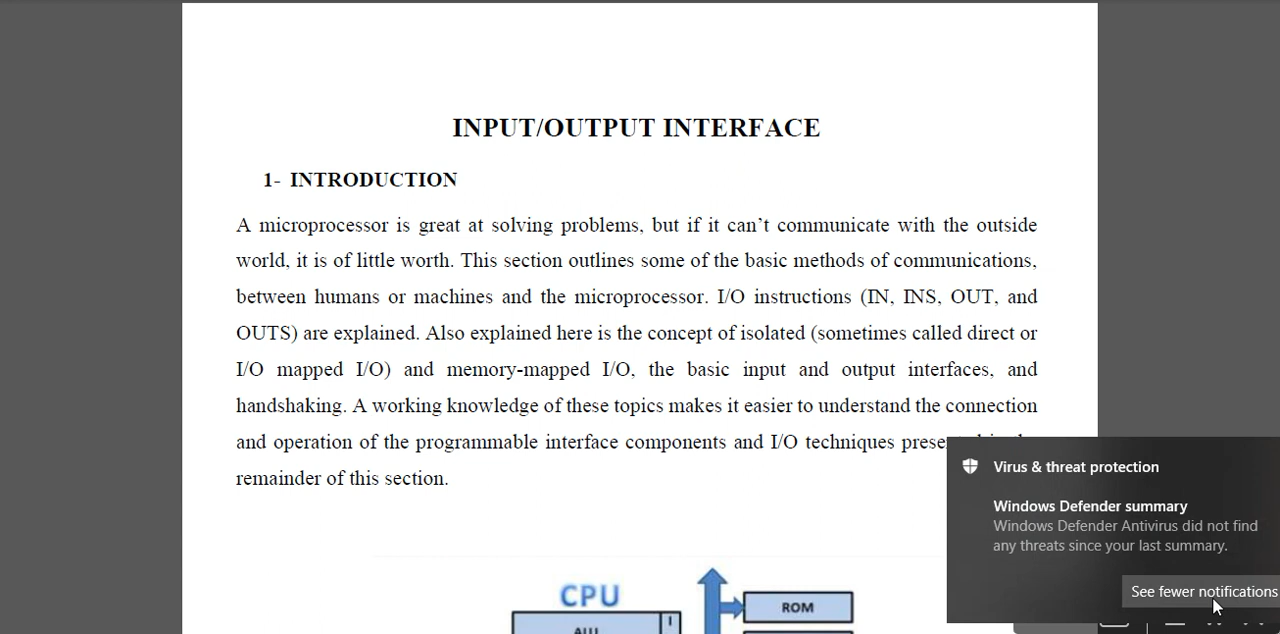 INPUT/OUTPUT INTERFACE
1- INTRODUCTION
A microprocessor is great at solving problems, but if it can’t communicate with the outside
world, it is of little worth. This section outlines some of the basic methods of communications,
between humans or machines and the microprocessor. I/O instructions (IN, INS, OUT, and
OUTS) are explained. Also explained here is the concept of isolated (sometimes called direct or
I/O mapped I/O) and memory-mapped I/O, the basic input and output interfaces, and
handshaking. A working knowledge of these topics makes it easier to understand the connection
and operation of the programmable interface components and I/O techniques
remainder of this section.
Virus & threat protection
Windows Defender summary
Windows Defender Antivirus did not find
any threats since your last summary.
See fewer notifications
CPU
ROM
ALU
I